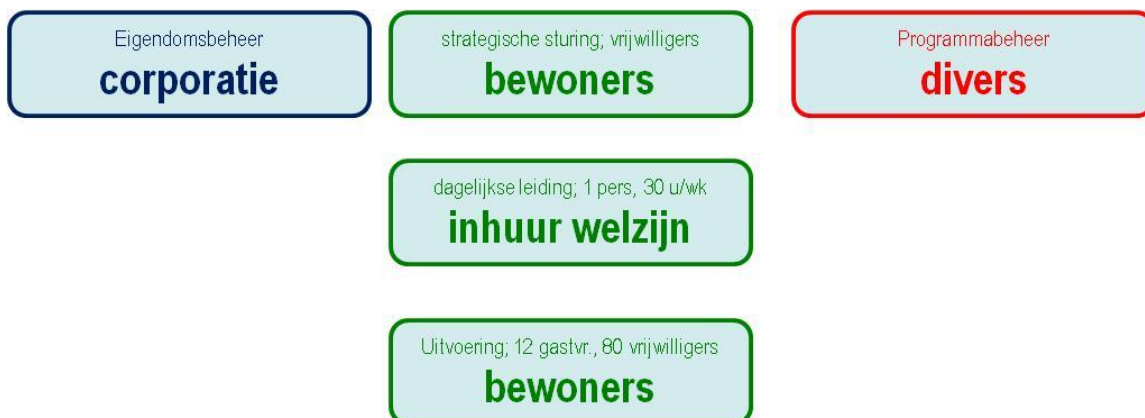 Eigendomsbeheer
corporatie
strategische sturing; vrijwilligers
bewoners
Programmabeheer
divers
dagelijkse leiding; 1 pers, 30 u/wk
inhuur welzijn
Uitvoering; 12 gastvr., 80 vrijwilligers
bewoners